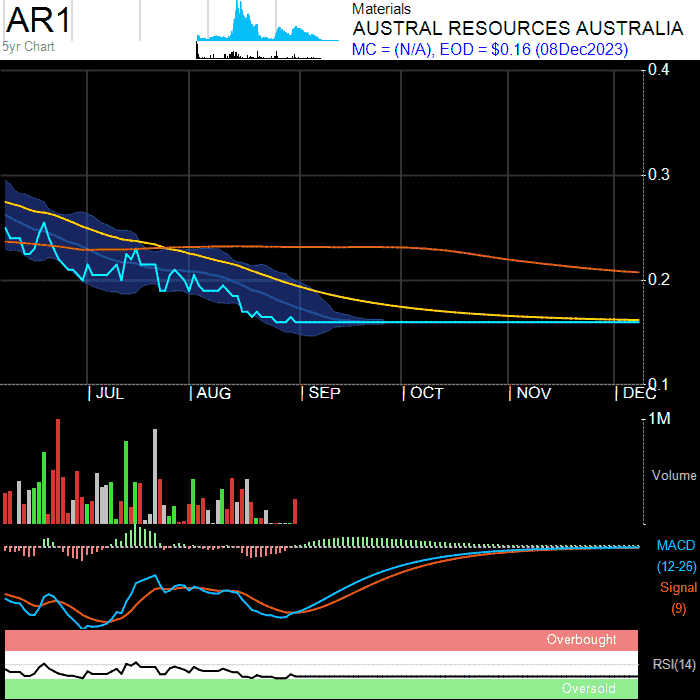 AR1
5yr Chart
Materials
AUSTRAL RESOURCES AUSTRALIA
MC = (N/A), EOD = $0.16 (08Dec2023)
0.4
0.3
0.2
0.1
JUL AUG SEP OCT NOV DEC
1M
Volume
MACD
(12-26)
Signal
(9)
Overbought
RSI(14)
Oversold